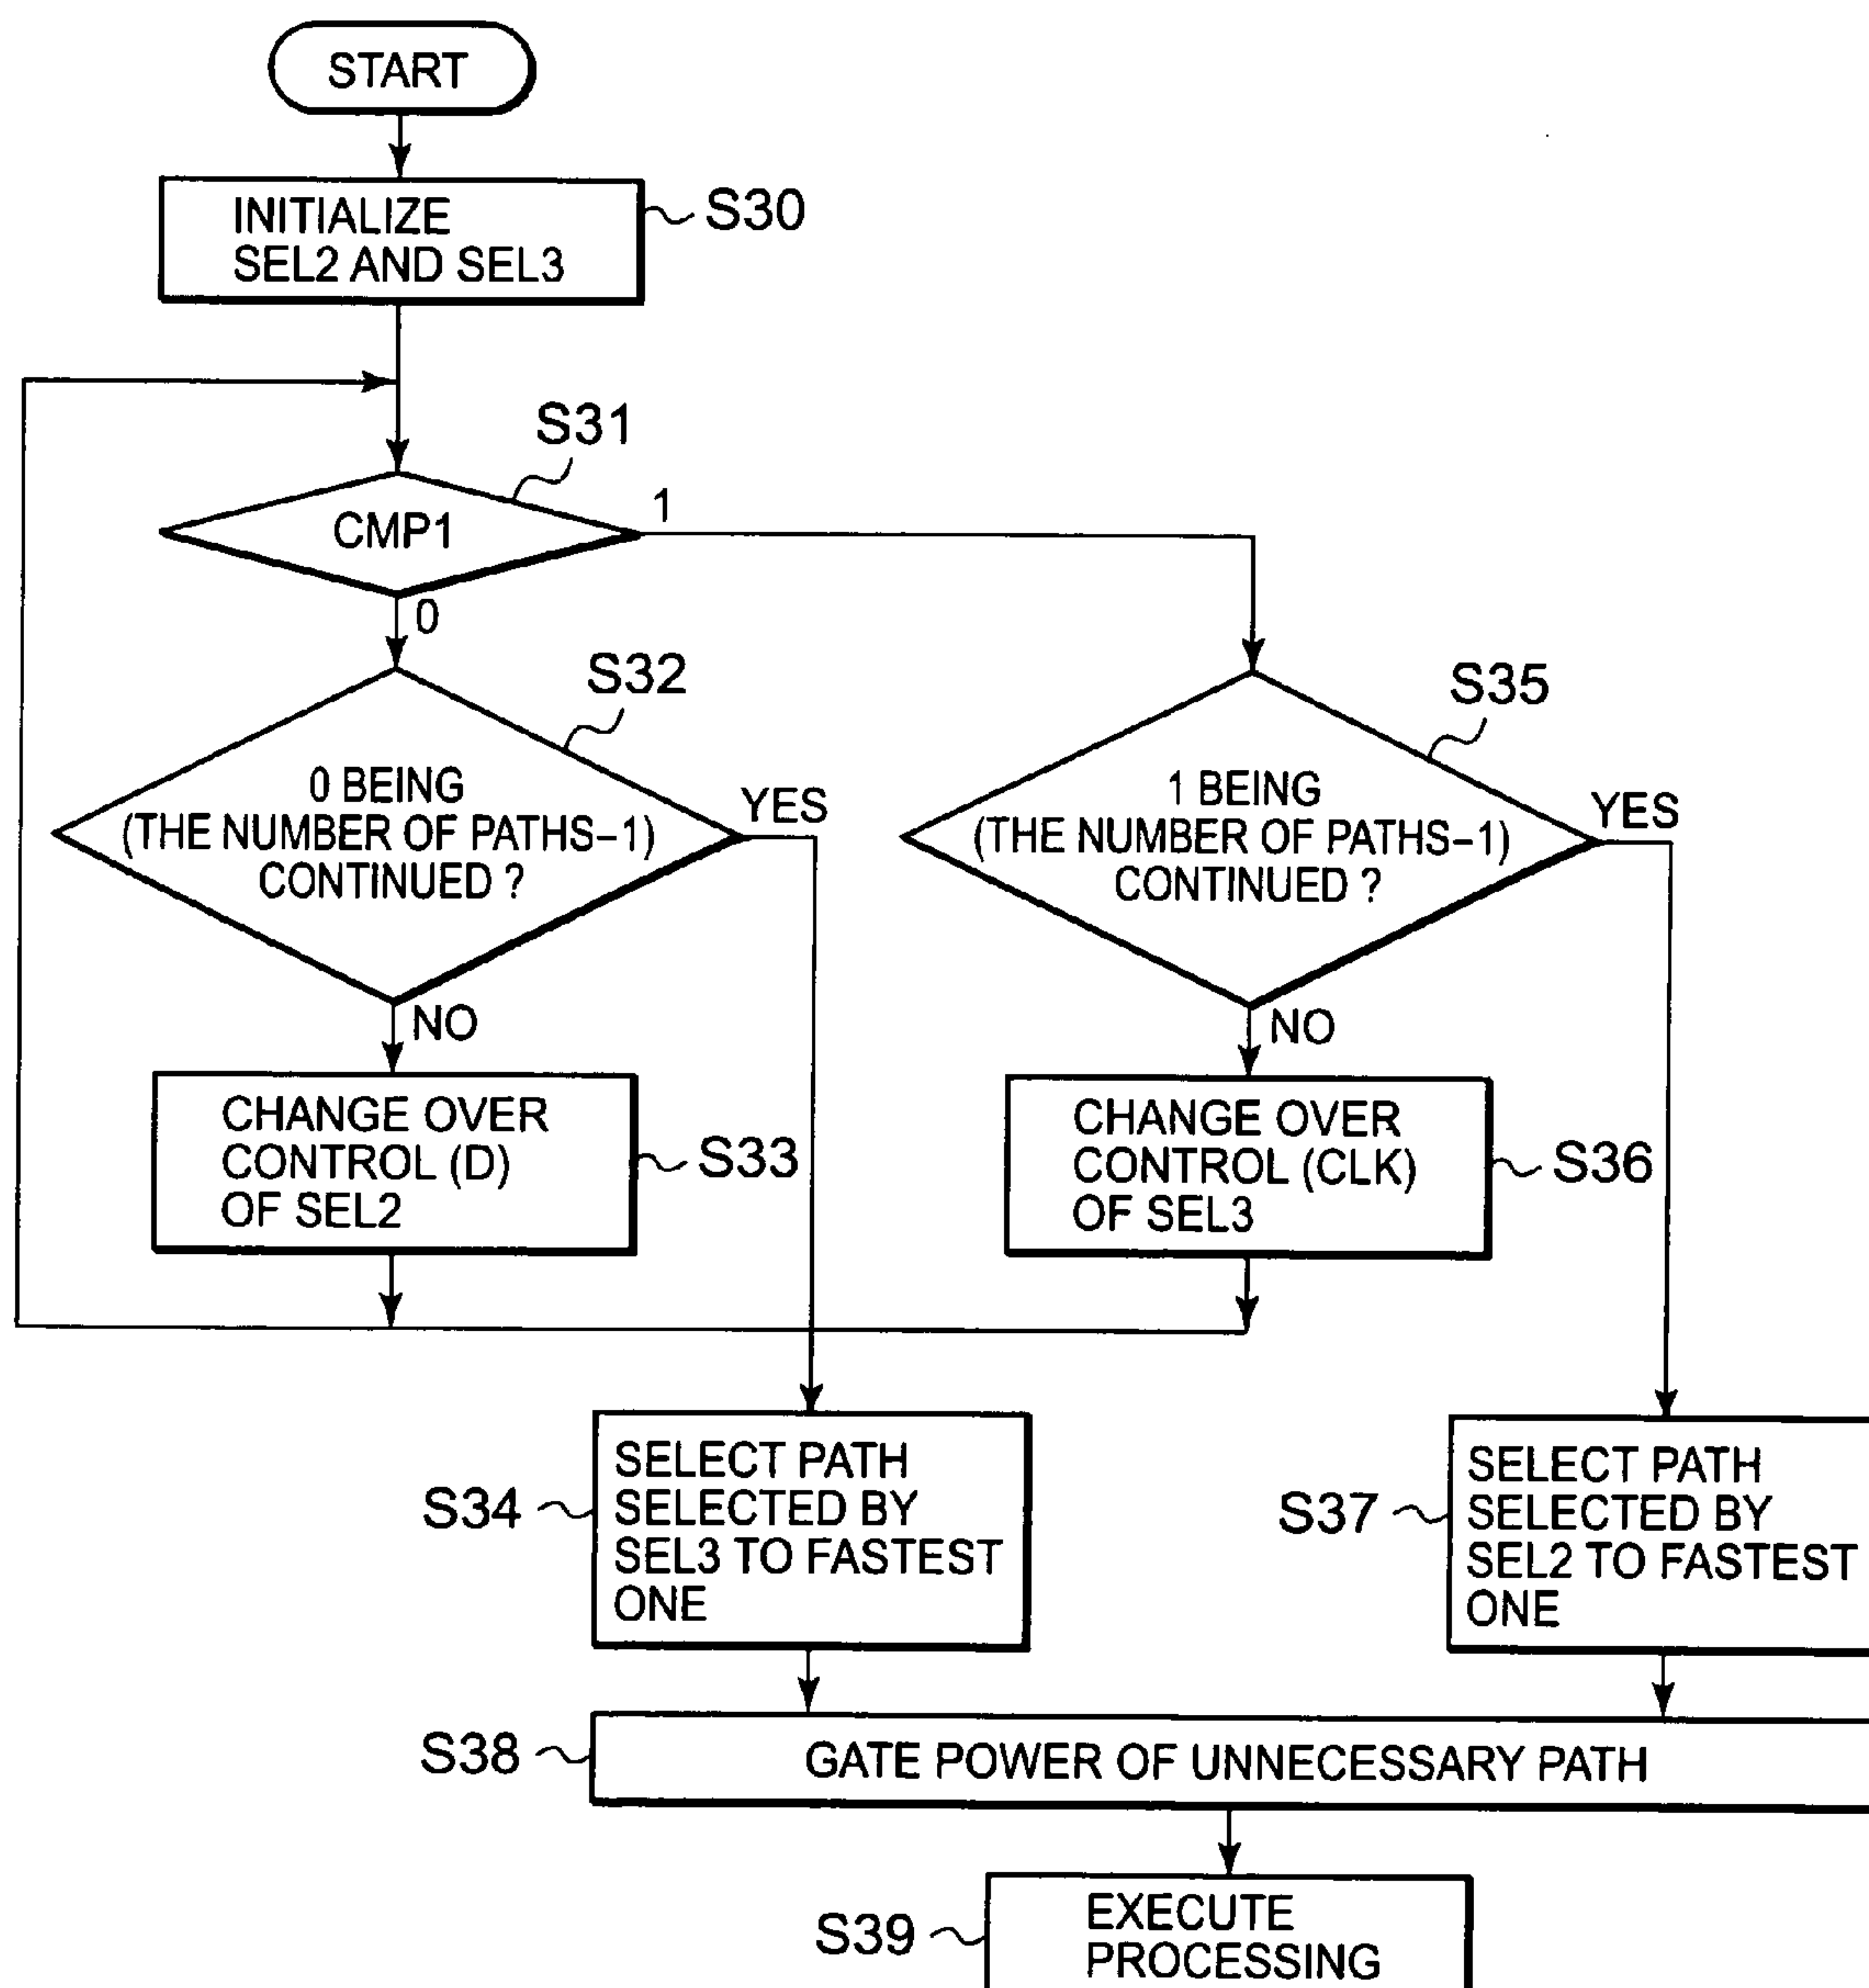 START
INITIALIZE
SEL2 AND SEL3
S30
S31
CMP1
1
0
S32
0 BEING
(THE NUMBER OF PATHS-1)
CONTINUED ?
YES
NO
S35
1 BEING
(THE NUMBER OF PATHS-1)
CONTINUED ?
YES
NO
CHANGE OVER
CONTROL (D)
OF SEL2
S33
CHANGE OVER
CONTROL (CLK)
OF SEL3
S36
S34
SELECT PATH
SELECTED BY
SEL3 TO FASTEST
ONE
S37
SELECT PATH
SELECTED BY
SEL2 TO FASTEST
ONE
S38
GATE POWER OF UNNECESSARY PATH
S39
EXECUTE
PROCESSING